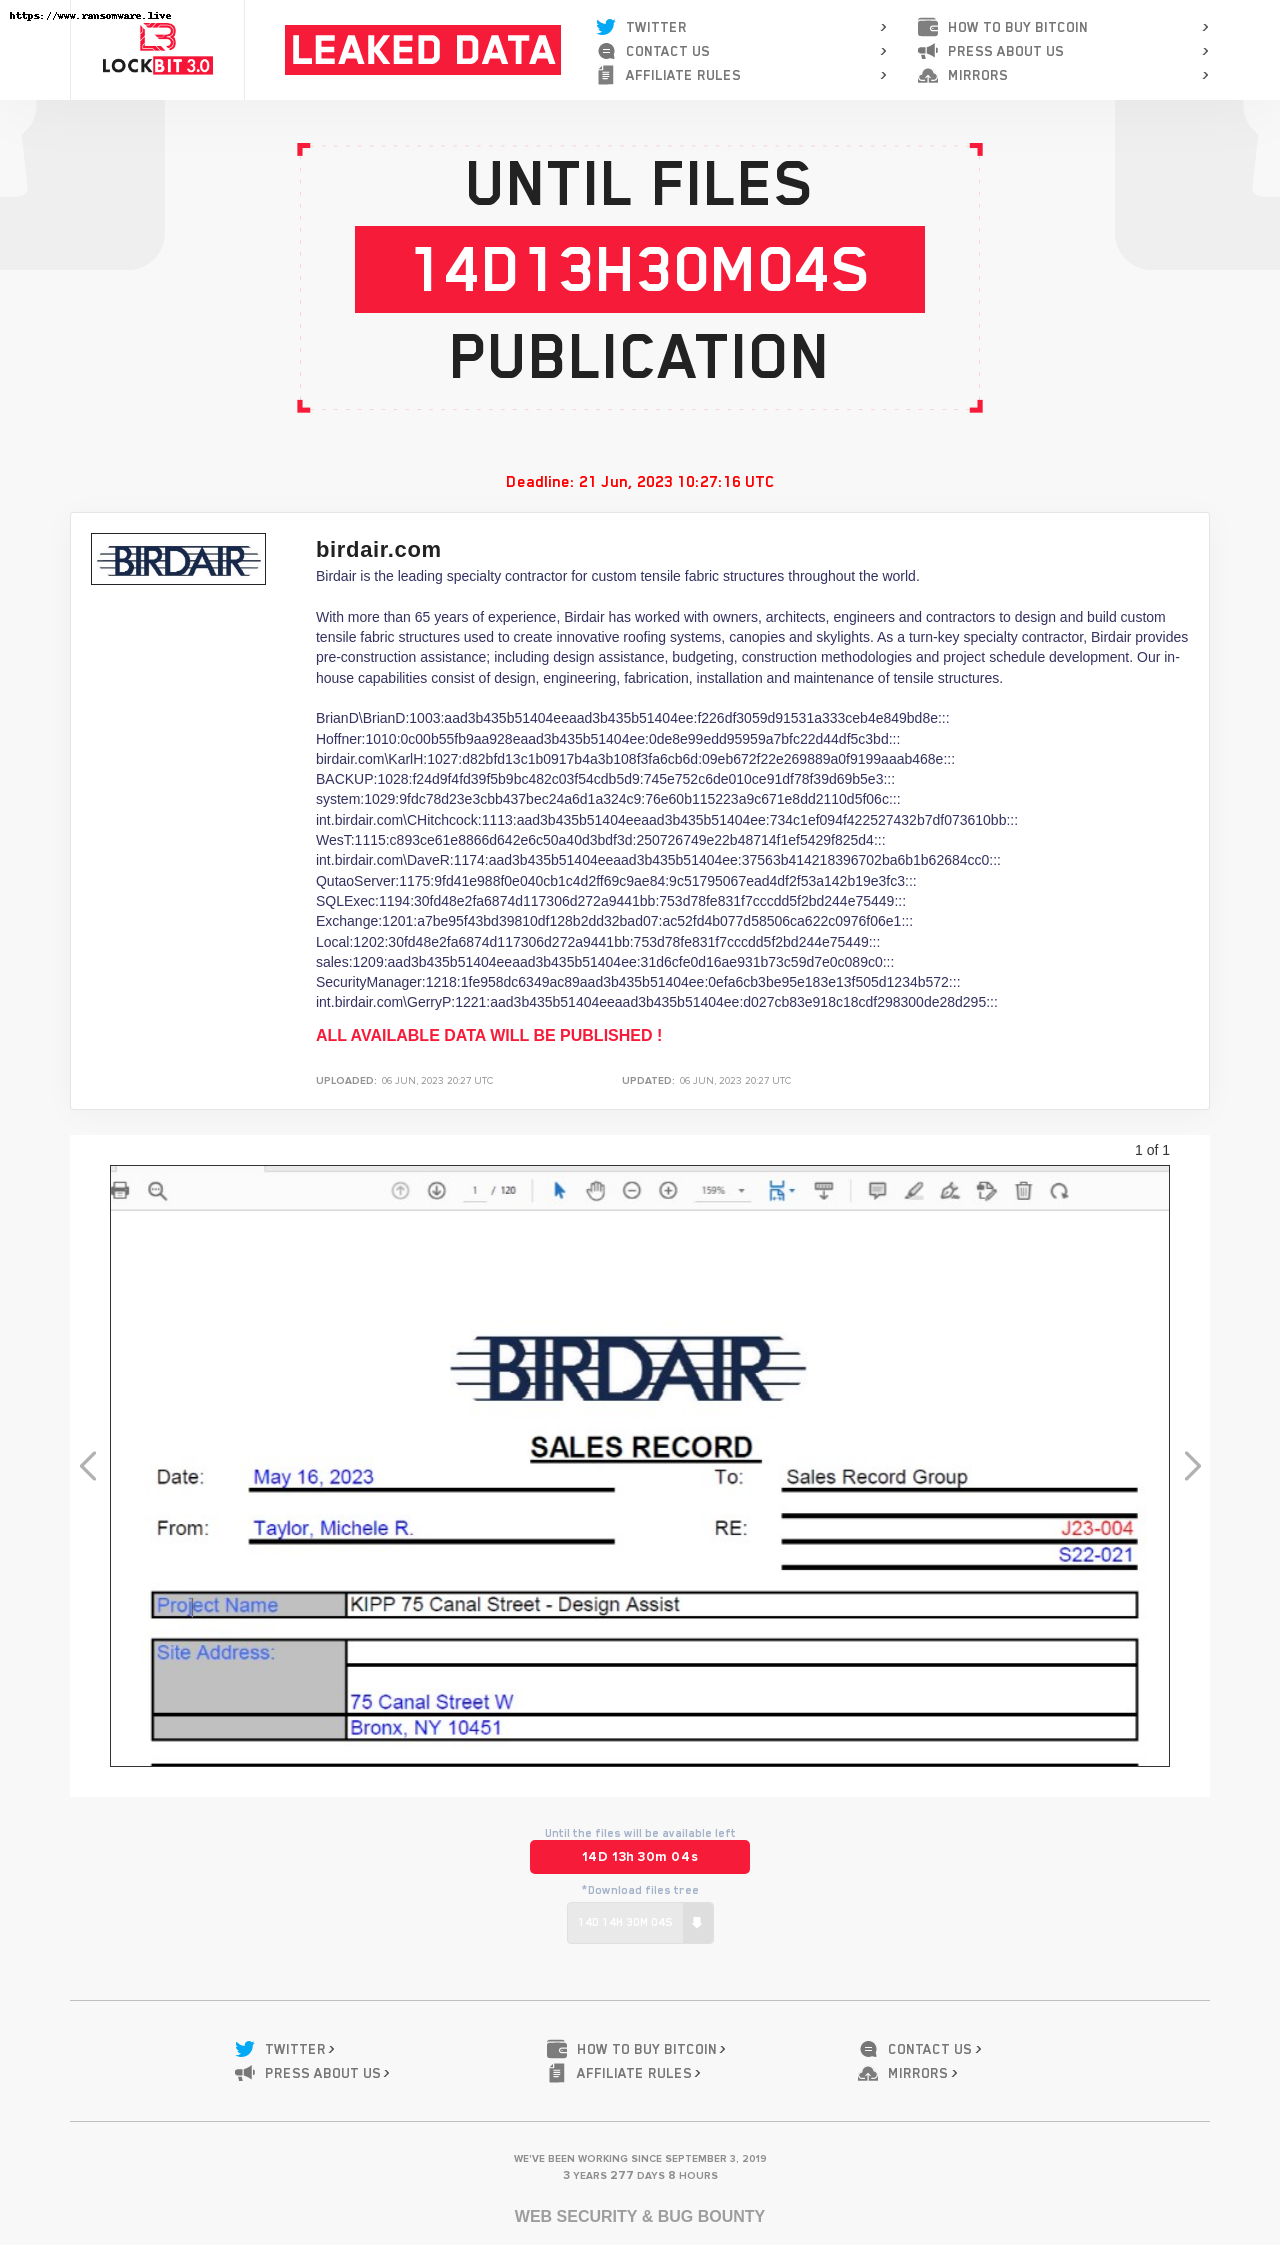 https://www.ransomware.live
LOCKBIT 3.0
LEAKED DATA
TWITTER
CONTACT US
AFFILIATE RULES
HOW TO BUY BITCOIN
PRESS ABOUT US
MIRRORS
UNTIL FILES
14D13H30M04S
PUBLICATION
Deadline: 21 Jun, 2023 10:27:16 UTC
BIRDAIR
birdair.com
Birdair is the leading specialty contractor for custom tensile fabric structures throughout the world.
With more than 65 years of experience, Birdair has worked with owners, architects, engineers and contractors to design and build custom
tensile fabric structures used to create innovative roofing systems, canopies and skylights. As a turn-key specialty contractor, Birdair provides
pre-construction assistance; including design assistance, budgeting, construction methodologies and project schedule development. Our in-
house capabilities consist of design, engineering, fabrication, installation and maintenance of tensile structures.
BrianD\BrianD:1003:aad3b435b51404eeaad3b435b51404ee:f226df3059d91531a333ceb4e849bd8e:::
Hoffner:1010:0c00b55fb9aa928eaad3b435b51404ee:0de8e99edd95959a7bfc22d44df5c3bd:::
birdair.com\KarlH:1027:d82bfd13c1b0917b4a3b108f3fa6cb6d:09eb672f22e269889a0f9199aaab468e:::
BACKUP:1028:f24d9f4fd39f5b9bc482c03f54cdb5d9:745e752c6de010ce91df78f39d69b5e3:::
system:1029:9fdc78d23e3cbb437bec24a6d1a324c9:76e60b115223a9c671e8dd2110d5f06c:::
int.birdair.com\CHitchcock:1113:aad3b435b51404eeaad3b435b51404ee:734c1ef094f422527432b7df073610bb:::
WesT:1115:c893ce61e8866d642e6c50a40d3bdf3d:250726749e22b48714f1ef5429f825d4:::
int.birdair.com\DaveR:1174:aad3b435b51404eeaad3b435b51404ee:37563b414218396702ba6b1b62684cc0:::
QutaoServer:1175:9fd41e988f0e040cb1c4d2ff69c9ae84:9c51795067ead4df2f53a142b19e3fc3:::
SQLExec:1194:30fd48e2fa6874d117306d272a9441bb:753d78fe831f7cccdd5f2bd244e75449:::
Exchange:1201:a7be95f43bd39810df128b2dd32bad07:ac52fd4b077d58506ca622c0976f06e1:::
Local:1202:30fd48e2fa6874d117306d272a9441bb:753d78fe831f7cccdd5f2bd244e75449:::
sales:1209:aad3b435b51404eeaad3b435b51404ee:31d6cfe0d16ae931b73c59d7e0c089c0:::
SecurityManager:1218:1fe958dc6349ac89aad3b435b51404ee:0efa6cb3be95e183e13f505d1234b572:::
int.birdair.com\GerryP:1221:aad3b435b51404eeaad3b435b51404ee:d027cb83e918c18cdf298300de28d295:::
ALL AVAILABLE DATA WILL BE PUBLISHED !
UPLOADED: 06 JUN, 2023 20:27 UTC
UPDATED: 06 JUN, 2023 20:27 UTC
1 of 1
1 / 120
159%
BIRDAIR
SALES RECORD
Date: May 16, 2023
To: Sales Record Group
From: Taylor, Michele R.
RE: J23-004
S22-021
Project Name KIPP 75 Canal Street - Design Assist
Site Address:
75 Canal Street W
Bronx, NY 10451
Until the files will be available left
14D 13h 30m 04s
*Download files tree
14D 14H 30M 04S
TWITTER
HOW TO BUY BITCOIN
CONTACT US
PRESS ABOUT US
AFFILIATE RULES
MIRRORS
WE'VE BEEN WORKING SINCE SEPTEMBER 3, 2019
3 YEARS 277 DAYS 8 HOURS
WEB SECURITY & BUG BOUNTY